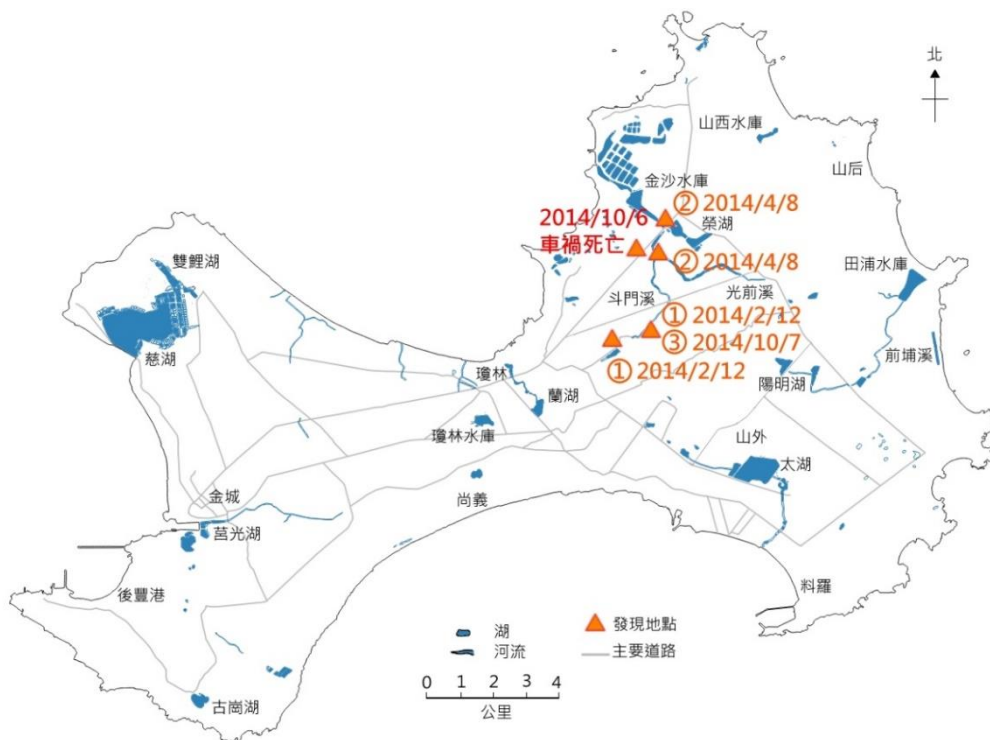 北
山西水庫
山后
金沙水庫
② 2014/4/8
2014/10/6
車禍死亡
榮湖
② 2014/4/8
雙鯉湖
田浦水庫
斗門溪
光前溪
① 2014/2/12
③ 2014/10/7
① 2014/2/12
前埔溪
慈湖
瓊林
蘭湖
陽明湖
瓊林水庫
山外
太湖
金城
尚義
莒光湖
後豐港
料羅
湖
發現地點
河流
主要道路
0 1 2 3 4
公里
古崗湖